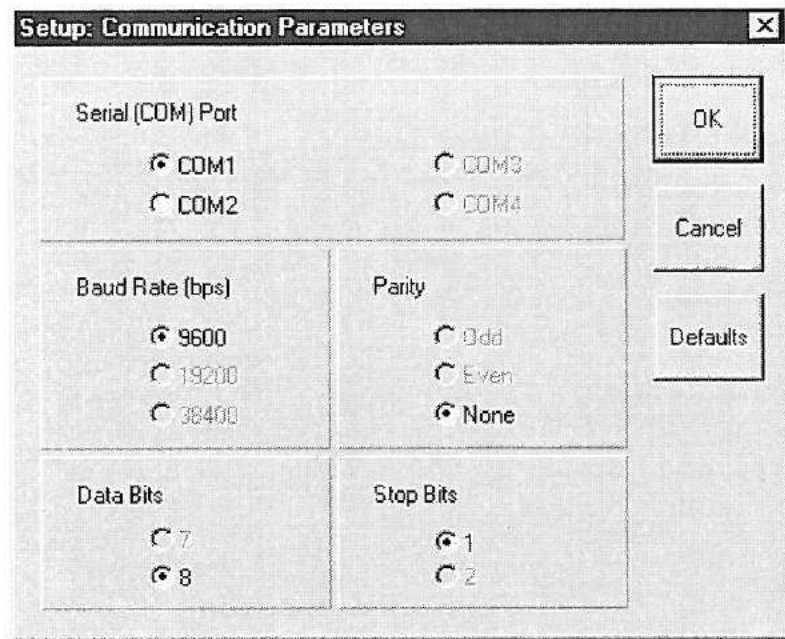 Setup: Communication Parameters
Serial (COM) Port
COM1
COM2
COM3
COM4
OK
Cancel
Defaults
Baud Rate (bps)
9600
19200
38400
Parity
Odd
Even
None
Data Bits
7
8
Stop Bits
1
2